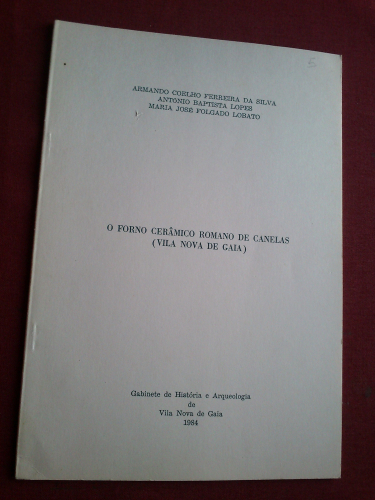 5
ARMANDO COELHO FERREIRA DA SILVA
ANTÓNIO BAPTISTA LOPES
MARIA JOSÉ FOLGADO LOBATO
O FORNO CERÂMICO ROMANO DE CANELAS
(VILA NOVA DE GAIA)
Gabinete de História e Arqueologia
de
Vila Nova de Gaia
1984